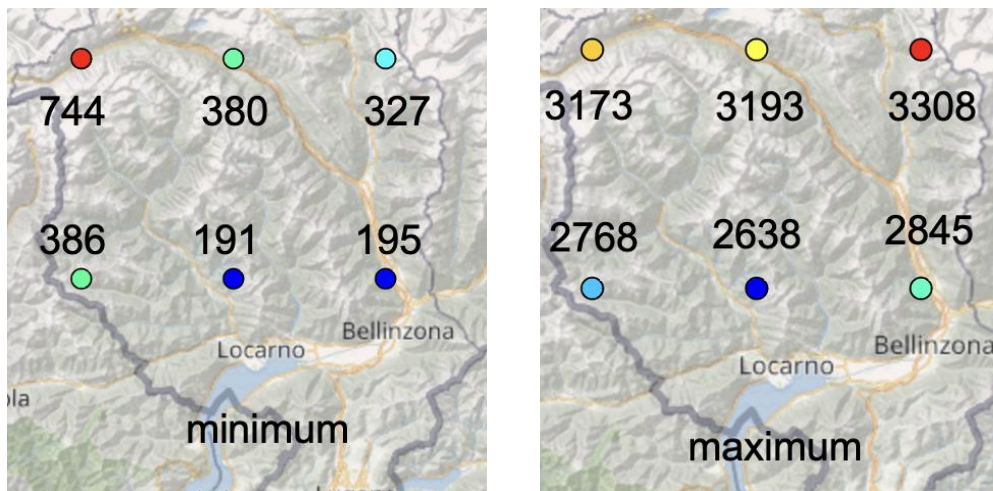 744 380 327
386 191 195
Bellinzona
Locarno
ola
minimum
3173 3193 3308
2768 2638 2845
Bellinzona
Locarno
maximum